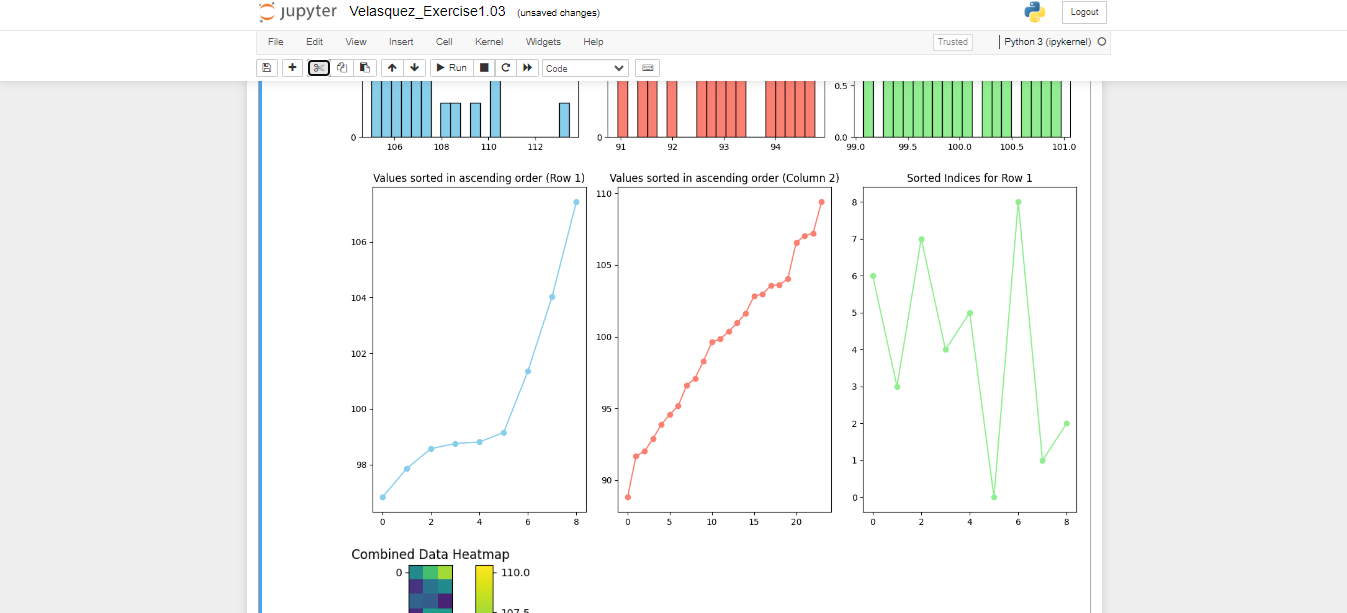 jupyter Velasquez_Exercise1.03 (unsaved changes) Logout
File Edit View Insert Cell Kernel Widgets Help Trusted Python 3 (ipykernel)
Run Code
0 106 108 110 112
0 91 92 93 94
0.5 0.0 99.0 99.5 100.0 100.5 101.0
Values sorted in ascending order (Row 1)
106
104
102
100
98
0 2 4 6 8
Values sorted in ascending order (Column 2)
110
105
100
95
90
0 5 10 15 20
Sorted Indices for Row 1
8
7
6
5
4
3
2
1
0
0 2 4 6 8
Combined Data Heatmap
0 110.0
107.5